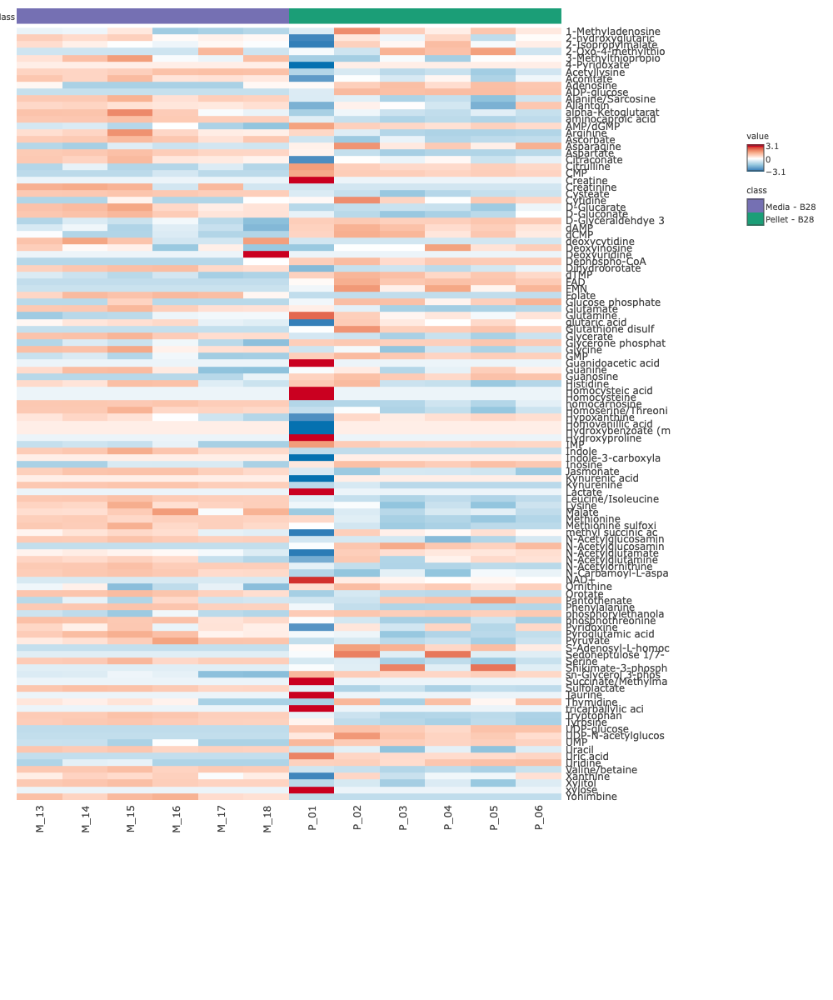 lass
1-Methyladenosine
2-hydroxyglutaric
2-Isopropylmalate
2-Oxo-4-methylthio
3-Methylthiopropio
4-Pyridoxate
Acetyllysine
Aconitate
Adenosine
ADP-glucose
Alanine/Sarcosine
Allantoin
alpha-Ketoglutarat
aminocaproic acid
AMP/dGMP
Arginine
Ascorbate
Asparagine
Aspartate
Citraconate
Citrulline
CMP
Creatine
Creatinine
Cysteate
Cytidine
D-Glucarate
D-Gluconate
D-Glyceraldehdye 3
dAMP
dCMP
deoxycytidine
Deoxyinosine
Deoxyuridine
Dephospho-CoA
Dihydroorotate
dTMP
FAD
FMN
Folate
Glucose phosphate
Glutamate
Glutamine
glutaric acid
Glutathione disulf
Glycerate
Glycerone phosphat
Glycine
GMP
Guanidoacetic acid
Guanine
Guanosine
Histidine
Homocysteic acid
Homocysteine
homocarnosine
Homoserine/Threoni
Hypoxanthine
Homovanillic acid
Hydroxybenzoate (m
Hydroxyproline
IMP
Indole
Indole-3-carboxyla
Inosine
Jasmonate
Kynurenic acid
Kynurenine
Lactate
Leucine/Isoleucine
Lysine
Malate
Methionine
Methionine sulfoxi
methyl succinic ac
N-Acetylglucosamin
N-Acetylglucosamin
N-Acetylglutamate
N-Acetylglutamine
N-Acetylornithine
N-Carbamoyl-L-aspa
NAD+
Ornithine
Orotate
Pantothenate
Phenylalanine
phosphorylethanola
phosphothreonine
Pyridoxine
Pyroglutamic acid
Pyruvate
S-Adenosyl-L-homoc
Sedoheptulose 1/7-
Serine
Shikimate-3-phosph
sn-Glycerol 3-phos
Succinate/Methylma
Sulfolactate
Taurine
Thymidine
tricarballylic aci
Tryptophan
Tyrosine
UDP-glucose
UDP-N-acetylglucos
UMP
Uracil
Uric acid
Uridine
Valine/betaine
Xanthine
Xylitol
xylose
Yohimbine
M_13
M_14
M_15
M_16
M_17
M_18
P_01
P_02
P_03
P_04
P_05
P_06
value
3.1
0
−3.1
class
Media - B28
Pellet - B28